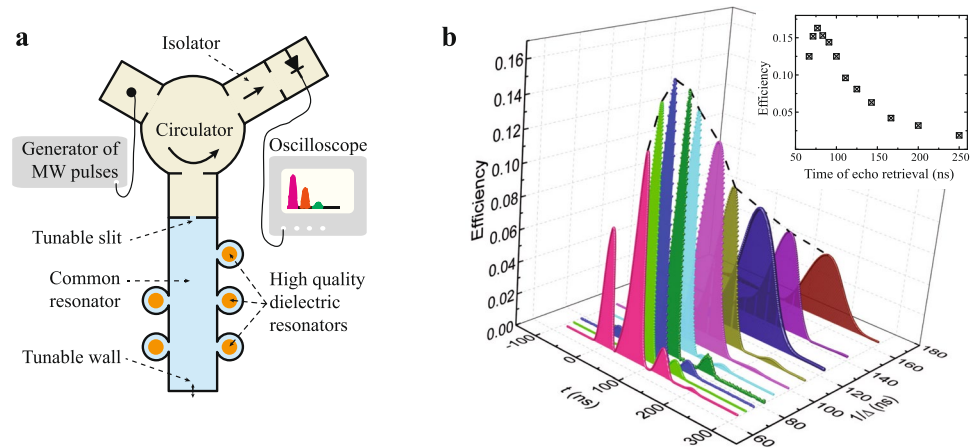 a
Isolator
Circulator
Generator of
MW pulses
Oscilloscope
Tunable slit
Common
resonator
High quality
dielectric
resonators
Tunable wall
b
Efficiency
0.16
0.14
0.12
0.10
0.08
0.06
0.04
0.02
0.00
-100
0
100
200
300
t (ns)
60
80
100
120
140
160
180
1/Δ (ns)
Efficiency
0.15
0.10
0.05
50
100
150
200
250
Time of echo retrieval (ns)